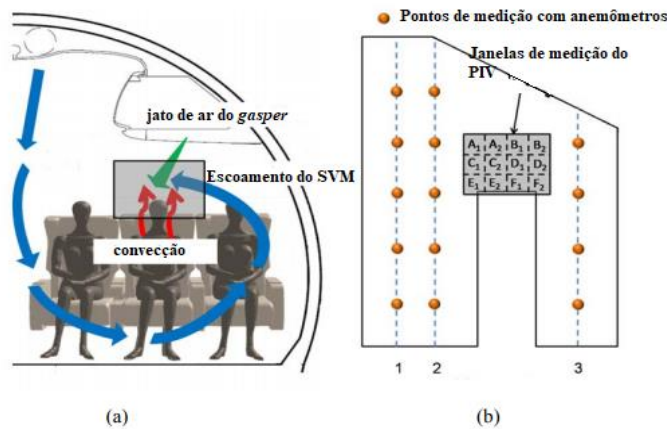 jato de ar do gasper
Escoamento do SVM
convecção
(a)
Pontos de medição com anemômetros
Janelas de medição do
PIV
A1 A2 B1 B2
C1 C2 D1 D2
E1 E2 F1 F2
1 2 3
(b)